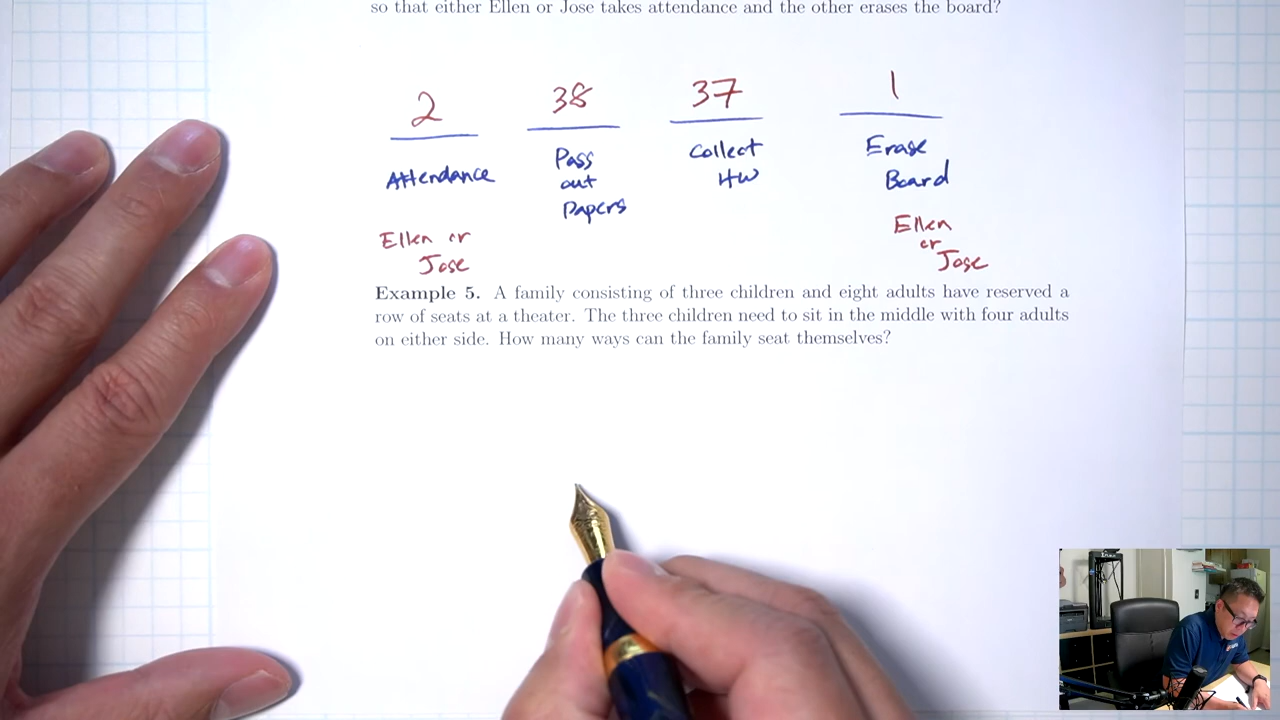 so that either Ellen or Jose takes attendance and the other erases the board?
2 38 37 1
Attendance Pass out Papers Collect HW Erase Board
Ellen or Jose Ellen or Jose
Example 5. A family consisting of three children and eight adults have reserved a
row of seats at a theater. The three children need to sit in the middle with four adults
on either side. How many ways can the family seat themselves?